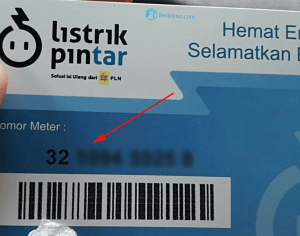 listrik
pintar
Solusi Isi Ulang dari PLN
Hemat
Selamatkan
omor Meter :
32